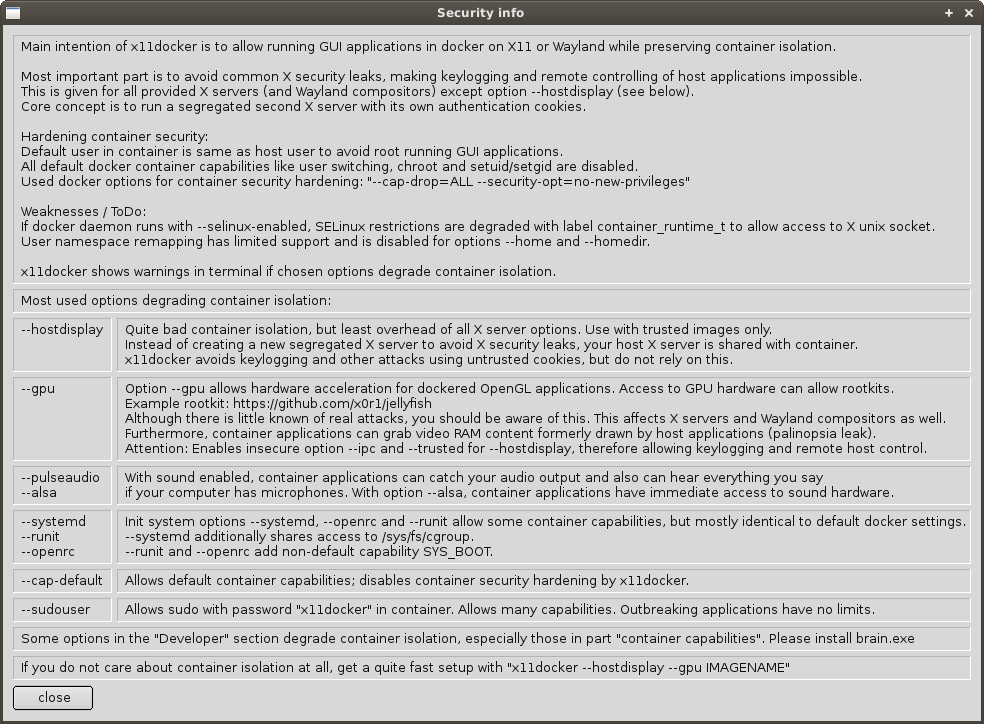 Security info
Main intention of x11docker is to allow running GUI applications in docker on X11 or Wayland while preserving container isolation.
Most important part is to avoid common X security leaks, making keylogging and remote controlling of host applications impossible.
This is given for all provided X servers (and Wayland compositors) except option --hostdisplay (see below).
Core concept is to run a segregated second X server with its own authentication cookies.
Hardening container security:
Default user in container is same as host user to avoid root running GUI applications.
All default docker container capabilities like user switching, chroot and setuid/setgid are disabled.
Used docker options for container security hardening: "--cap-drop=ALL --security-opt=no-new-privileges"
Weaknesses / ToDo:
If docker daemon runs with --selinux-enabled, SELinux restrictions are degraded with label container_runtime_t to allow access to X unix socket.
User namespace remapping has limited support and is disabled for options --home and --homedir.
x11docker shows warnings in terminal if chosen options degrade container isolation.
Most used options degrading container isolation:
--hostdisplay
Quite bad container isolation, but least overhead of all X server options. Use with trusted images only.
Instead of creating a new segregated X server to avoid X security leaks, your host X server is shared with container.
x11docker avoids keylogging and other attacks using untrusted cookies, but do not rely on this.
--gpu
Option --gpu allows hardware acceleration for dockered OpenGL applications. Access to GPU hardware can allow rootkits.
Example rootkit: https://github.com/x0r1/jellyfish
Although there is little known of real attacks, you should be aware of this. This affects X servers and Wayland compositors as well.
Furthermore, container applications can grab video RAM content formerly drawn by host applications (palinopsia leak).
Attention: Enables insecure option --ipc and --trusted for --hostdisplay, therefore allowing keylogging and remote host control.
--pulseaudio
--alsa
With sound enabled, container applications can catch your audio output and also can hear everything you say
if your computer has microphones. With option --alsa, container applications have immediate access to sound hardware.
--systemd
--runit
--openrc
Init system options --systemd, --openrc and --runit allow some container capabilities, but mostly identical to default docker settings.
--systemd additionally shares access to /sys/fs/cgroup.
--runit and --openrc add non-default capability SYS_BOOT.
--cap-default
Allows default container capabilities; disables container security hardening by x11docker.
--sudouser
Allows sudo with password "x11docker" in container. Allows many capabilities. Outbreaking applications have no limits.
Some options in the "Developer" section degrade container isolation, especially those in part "container capabilities". Please install brain.exe
If you do not care about container isolation at all, get a quite fast setup with "x11docker --hostdisplay --gpu IMAGENAME"
close